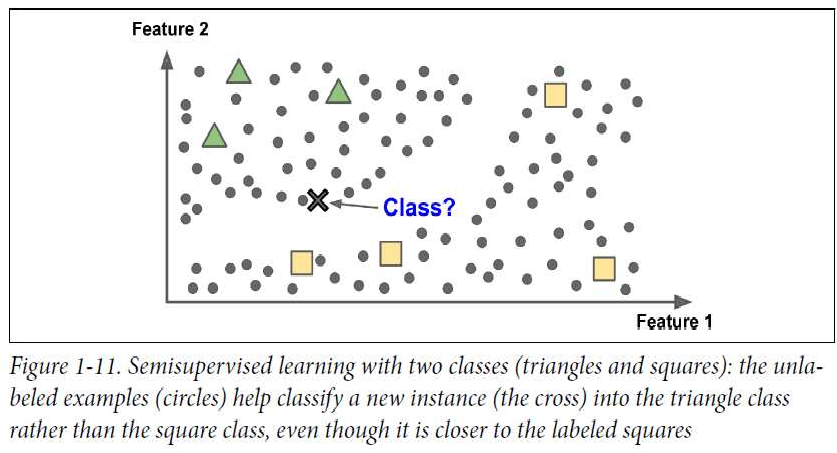 Feature 2
Class?
Feature 1
Figure 1-11. Semisupervised learning with two classes (triangles and squares): the unla-
beled examples (circles) help classify a new instance (the cross) into the triangle class
rather than the square class, even though it is closer to the labeled squares